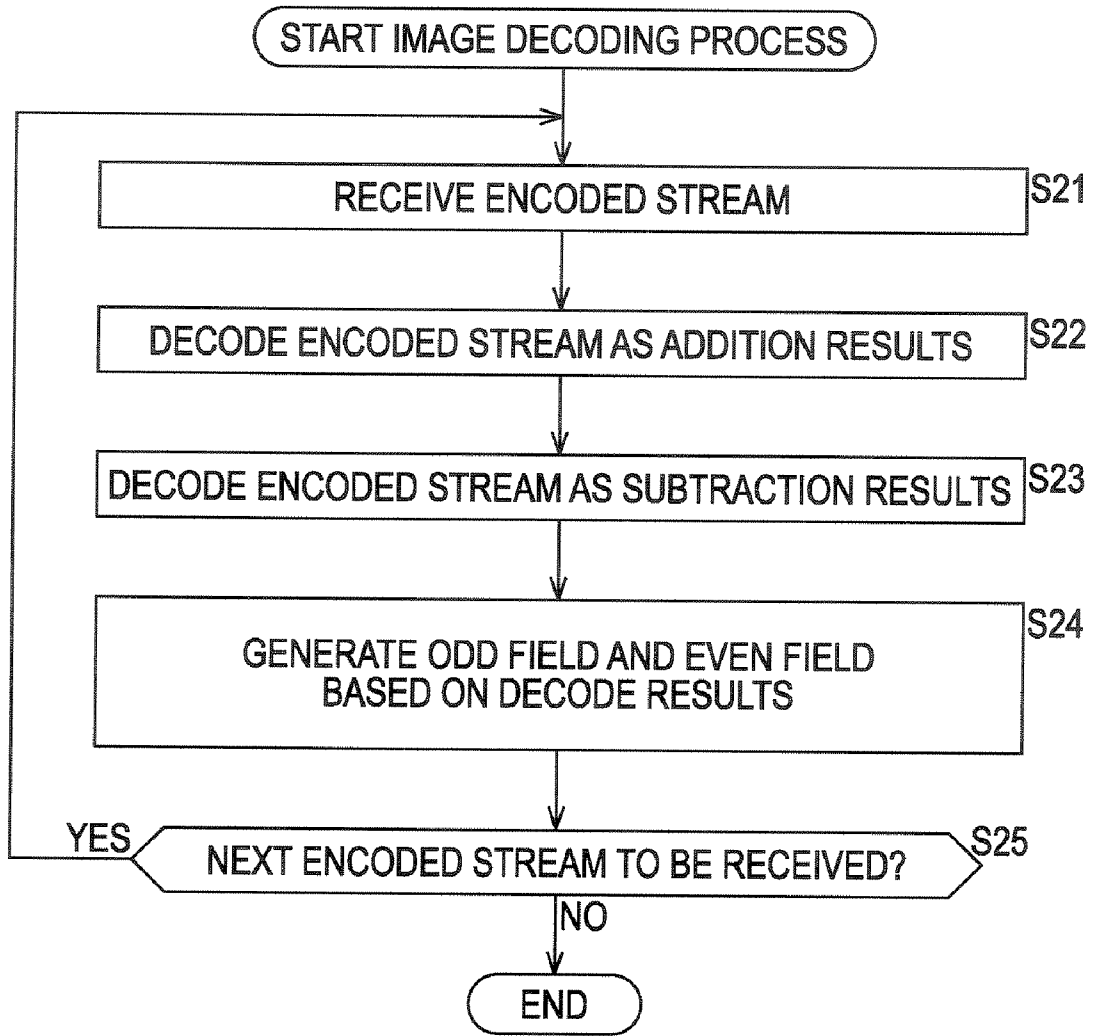 START IMAGE DECODING PROCESS
RECEIVE ENCODED STREAM
S21
DECODE ENCODED STREAM AS ADDITION RESULTS
S22
DECODE ENCODED STREAM AS SUBTRACTION RESULTS
S23
S24
GENERATE ODD FIELD AND EVEN FIELD
BASED ON DECODE RESULTS
YES
NEXT ENCODED STREAM TO BE RECEIVED?
S25
NO
END